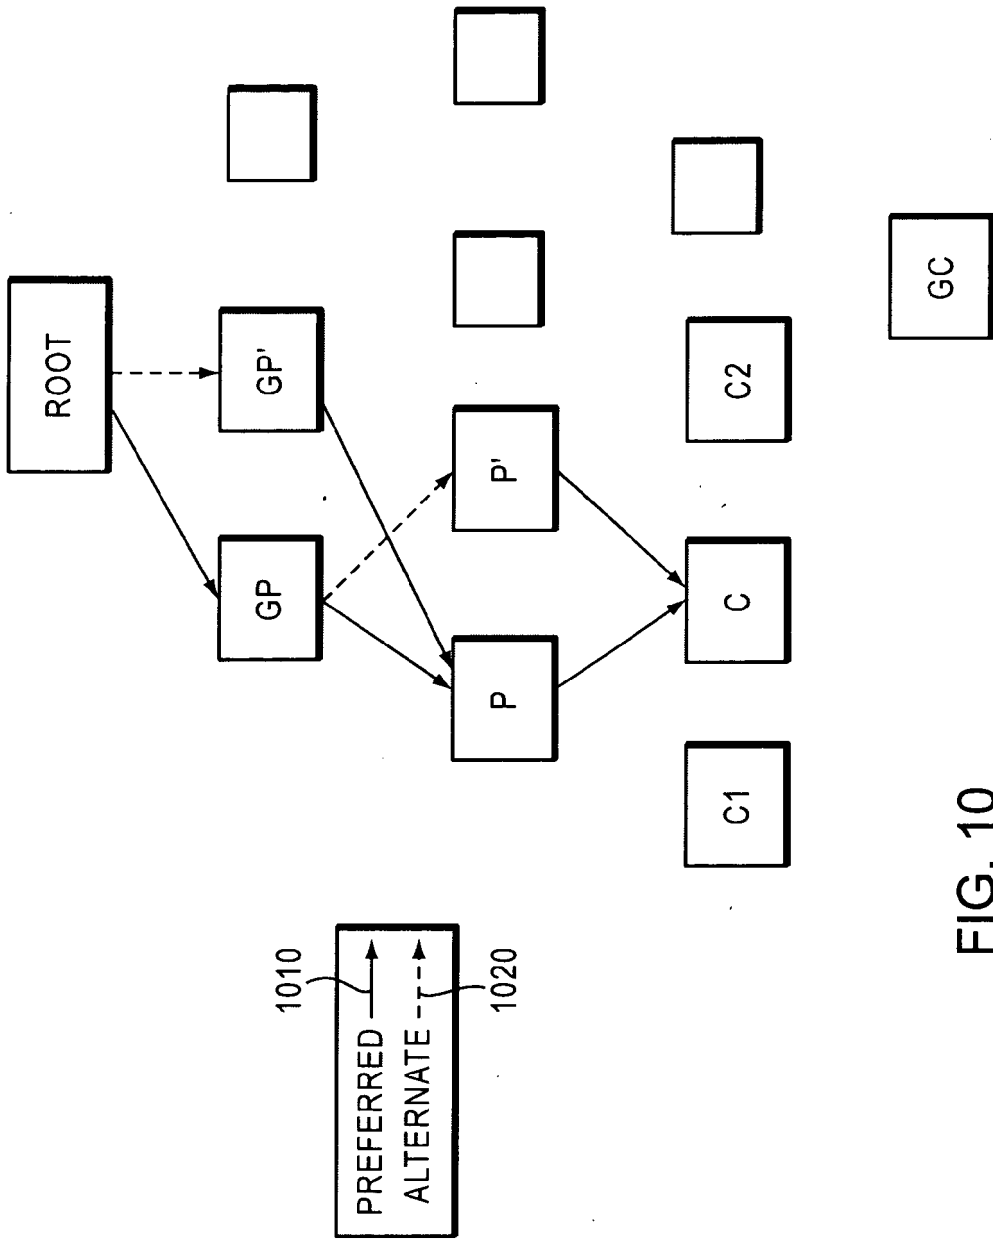 ROOT
GP
GP'
P
P'
C1
C
C2
GC
PREFERRED
ALTERNATE
1010
1020
FIG. 10